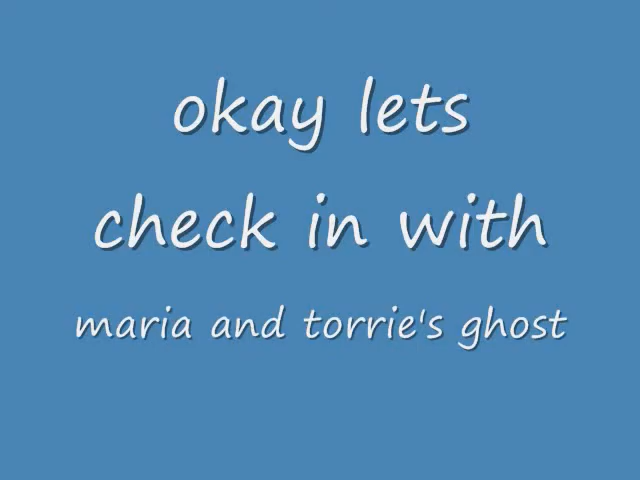 okay lets
check in with
maria and torrie's ghost